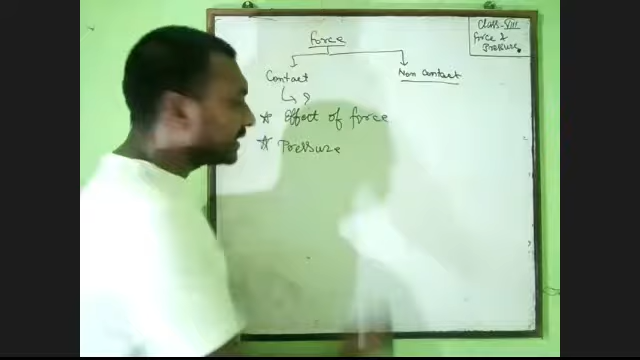 Class-VIII
Force &
Pressure
Force
Contact
Non Contact
Effect of force
Pressure